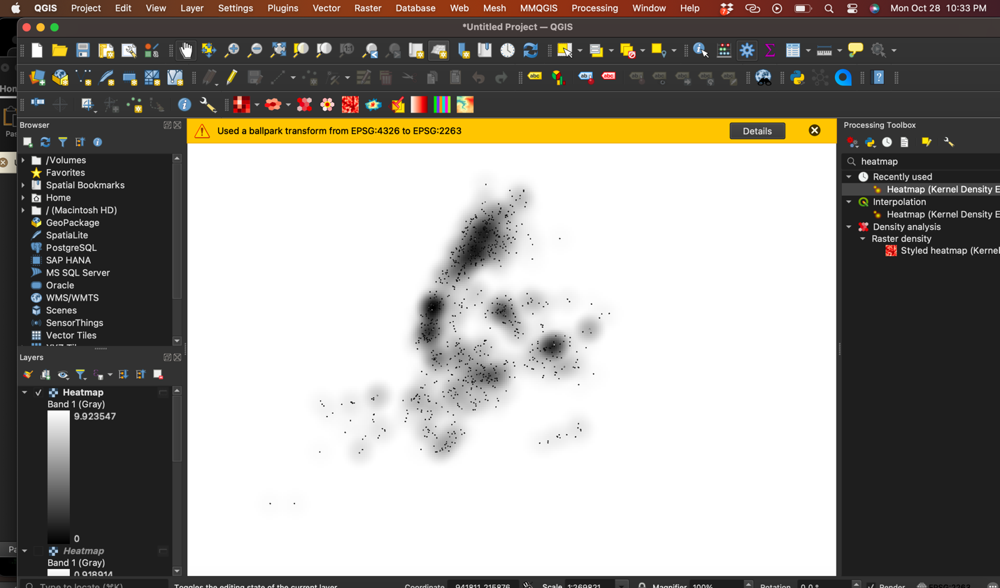 QGIS Project Edit View Layer Settings Plugins Vector Raster Database Web Mesh MMQGIS Processing Window Help Mon Oct 28 10:33 PM
*Untitled Project — QGIS
abc abc abc
Browser
/Volumes
Favorites
Spatial Bookmarks
Home
/ (Macintosh HD)
GeoPackage
SpatiaLite
PostgreSQL
SAP HANA
MS SQL Server
Oracle
WMS/WMTS
Scenes
SensorThings
Vector Tiles
Layers
Heatmap
Band 1 (Gray)
9.923547
0
Heatmap
Band 1 (Gray)
0.918914
Used a ballpark transform from EPSG:4326 to EPSG:2263 Details
Processing Toolbox
heatmap
Recently used
Heatmap (Kernel Density E
Interpolation
Heatmap (Kernel Density E
Density analysis
Raster density
Styled heatmap (Kernel
Type to locate (⌘K) Toggles the editing state of the current layer Coordinate 941811,215876 Scale 1:269821 Magnifier 100% Rotation 0.0 ° Render EPSG:2263